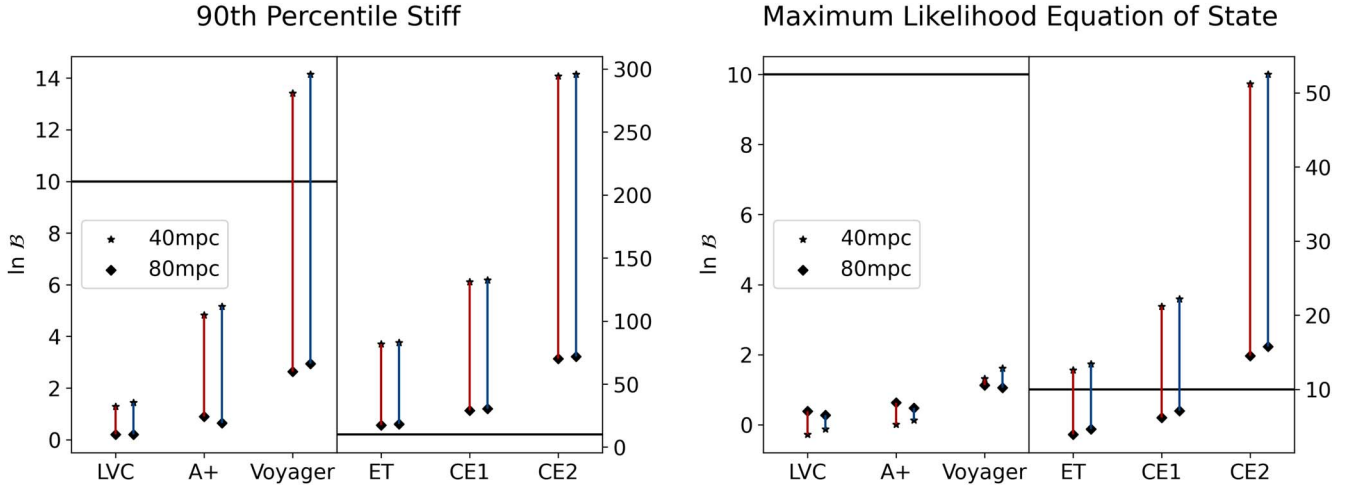 90th Percentile Stiff
14
12
10
8
6
4
2
0
ln ℬ
40mpc
80mpc
300
250
200
150
100
50
0
LVC A+ Voyager ET CE1 CE2
Maximum Likelihood Equation of State
10
8
6
4
2
0
ln ℬ
40mpc
80mpc
50
40
30
20
10
LVC A+ Voyager ET CE1 CE2